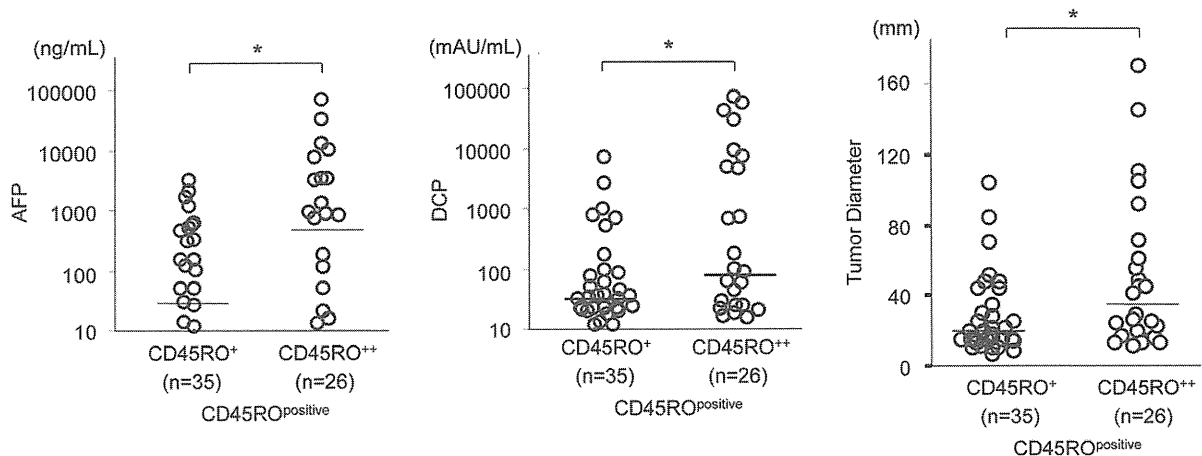 (ng/mL)
*
100000
10000
1000
100
10
AFP
CD45RO⁺
(n=35)
CD45RO⁺⁺
(n=26)
CD45ROᵖᵒˢⁱᵗⁱᵛᵉ
(mAU/mL)
*
100000
10000
1000
100
10
DCP
CD45RO⁺
(n=35)
CD45RO⁺⁺
(n=26)
CD45ROᵖᵒˢⁱᵗⁱᵛᵉ
(mm)
*
160
120
80
40
0
Tumor Diameter
CD45RO⁺
(n=35)
CD45RO⁺⁺
(n=26)
CD45ROᵖᵒˢⁱᵗⁱᵛᵉ